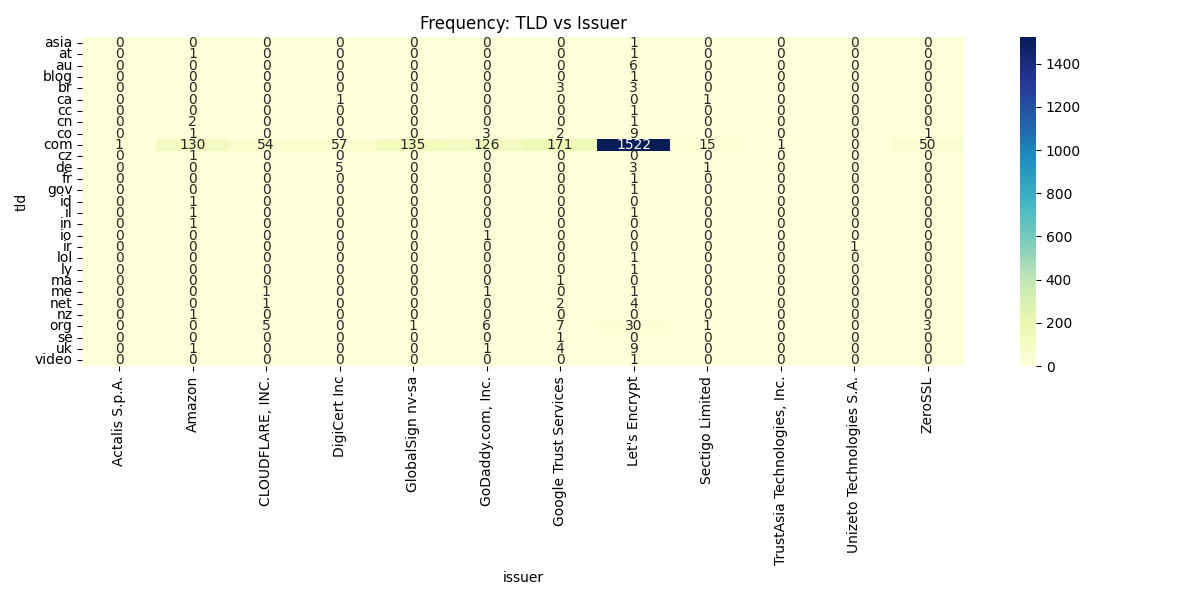 Frequency: TLD vs Issuer
tld
asia 0 0 0 0 0 0 0 1 0 0 0 0
at 0 1 0 0 0 0 0 1 0 0 0 0
au 0 0 0 0 0 0 0 6 0 0 0 0
blog 0 0 0 0 0 0 0 1 0 0 0 0
br 0 0 0 0 0 0 3 3 0 0 0 0
ca 0 0 0 1 0 0 0 0 1 0 0 0
cc 0 0 0 0 0 0 0 1 0 0 0 0
cn 0 2 0 0 0 0 0 1 0 0 0 0
co 0 1 0 0 0 3 2 9 0 0 0 1
com 1 130 54 57 135 126 171 1522 15 1 0 50
cz 0 1 0 0 0 0 0 0 0 0 0 0
de 0 0 0 5 0 0 0 3 1 0 0 0
fr 0 0 0 0 0 0 0 1 0 0 0 0
gov 0 0 0 0 0 0 0 1 0 0 0 0
id 0 1 0 0 0 0 0 0 0 0 0 0
il 0 1 0 0 0 0 0 1 0 0 0 0
in 0 1 0 0 0 0 0 0 0 0 0 0
io 0 0 0 0 0 1 0 0 0 0 0 0
ir 0 0 0 0 0 0 0 0 0 0 1 0
lol 0 0 0 0 0 0 0 1 0 0 0 0
ly 0 0 0 0 0 0 0 1 0 0 0 0
ma 0 0 0 0 0 0 1 0 0 0 0 0
me 0 0 1 0 0 1 0 1 0 0 0 0
net 0 0 1 0 0 0 2 4 0 0 0 0
nz 0 1 0 0 0 0 0 0 0 0 0 0
org 0 0 5 0 1 6 7 30 1 0 0 3
se 0 0 0 0 0 0 1 0 0 0 0 0
uk 0 1 0 0 0 1 4 9 0 0 0 0
video 0 0 0 0 0 0 0 1 0 0 0 0
Actalis S.p.A.
Amazon
CLOUDFLARE, INC.
DigiCert Inc
GlobalSign nv-sa
GoDaddy.com, Inc.
Google Trust Services
Let's Encrypt
Sectigo Limited
TrustAsia Technologies, Inc.
Unizeto Technologies S.A.
ZeroSSL
issuer
1400
1200
1000
800
600
400
200
0